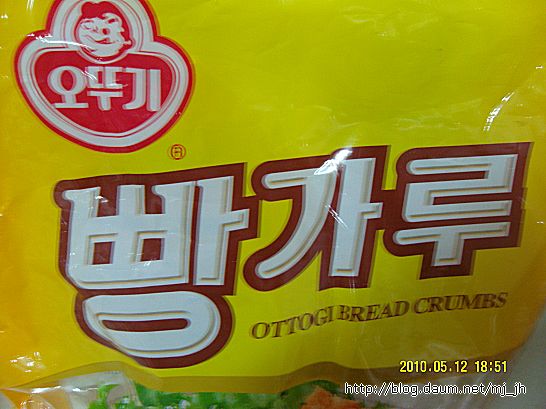 오뚜기
빵가루
OTTOGI BREAD CRUMBS
2010.05.12 18:51
http://blog.daum.net/mj_jh